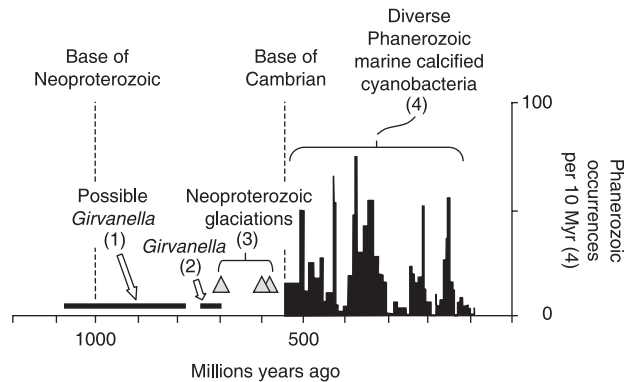 Diverse
Phanerozoic
marine calcified
cyanobacteria
(4)
Base of
Neoproterozoic
Base of
Cambrian
100
Possible
Girvanella
(1)
Girvanella
(2)
Neoproterozoic
glaciations
(3)
Phanerozoic
occurrences
per 10 Myr (4)
0
1000
500
Millions years ago